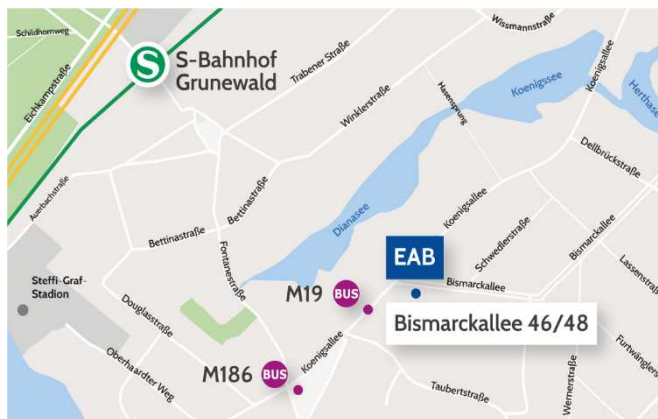 Schildhornweg
Eichkampstraße
S
S-Bahnhof
Grunewald
Trabener Straße
Wissmannstraße
Koenigsallee
Koenigssee
Herthasee
Winklerstraße
Hasensprung
Dellbrückstraße
Auerbachstraße
Bettinastraße
Bettinastraße
Dianasee
Koenigsallee
Schwedlerstraße
Bismarckallee
Fontanestraße
EAB
Lassenstraße
Steffi-Graf-
Stadion
M19
BUS
Bismarckallee
Bismarckallee 46/48
Douglasstraße
Koenigsallee
Oberhaardter Weg
M186
BUS
Taubertstraße
Wernerstraße